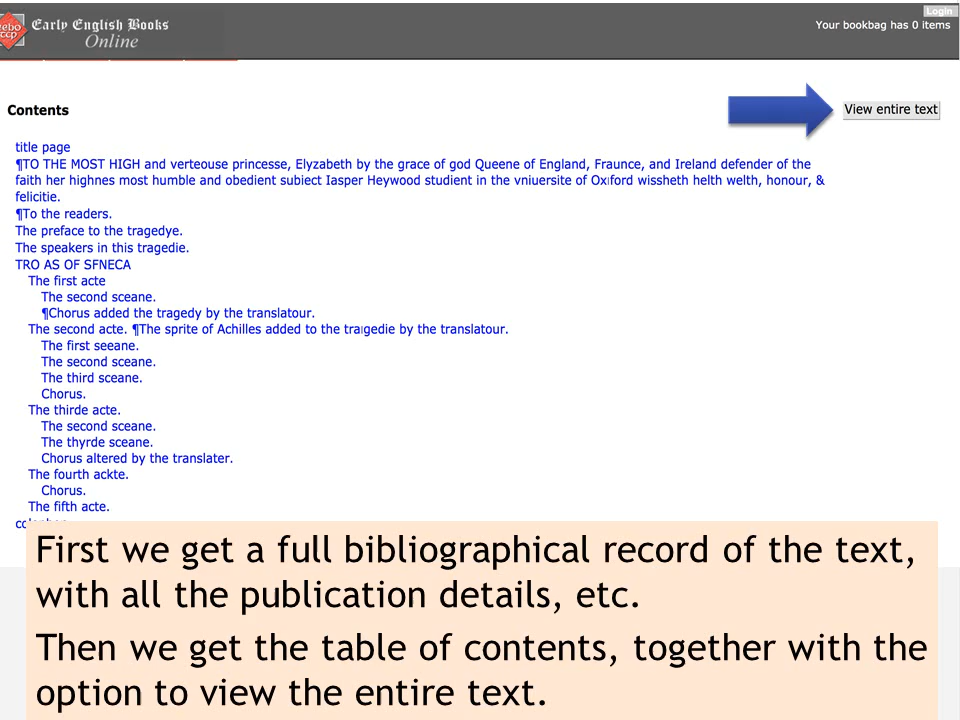 Login
Early English Books
Online
Your bookbag has 0 items
Contents
View entire text
title page
¶TO THE MOST HIGH and verteouse princesse, Elyzabeth by the grace of god Queene of England, Fraunce, and Ireland defender of the
faith her highnes most humble and obedient subiect Iasper Heywood studient in the vniuersite of Oxiford wissheth helth welth, honour, &
felicitie.
¶To the readers.
The preface to the tragedye.
The speakers in this tragedie.
TRO AS OF SFNECA
The first acte
The second sceane.
¶Chorus added the tragedy by the translatour.
The second acte. ¶The sprite of Achilles added to the tragedie by the translatour.
The first seeane.
The second sceane.
The third sceane.
Chorus.
The thirde acte.
The second sceane.
The thyrde sceane.
Chorus altered by the translater.
The fourth ackte.
Chorus.
The fifth acte.
First we get a full bibliographical record of the text,
with all the publication details, etc.
Then we get the table of contents, together with the
option to view the entire text.